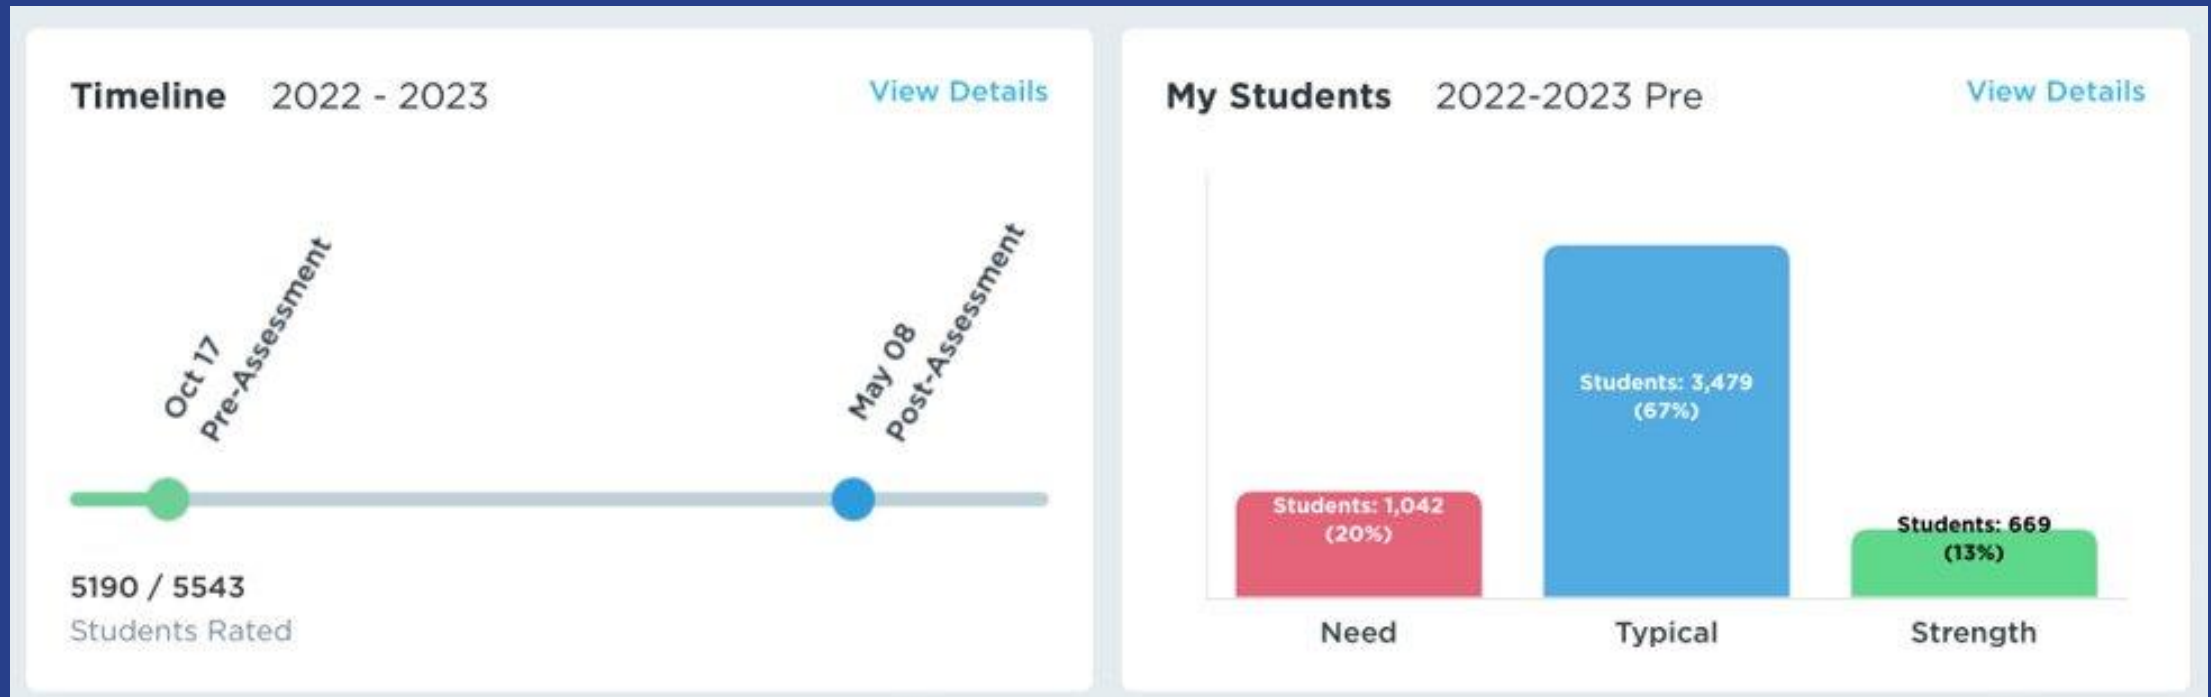 Timeline 2022 - 2023 View Details
Oct 17
Pre-Assessment
May 08
Post-Assessment
5190 / 5543
Students Rated
My Students 2022-2023 Pre View Details
Students: 1,042
(20%)
Students: 3,479
(67%)
Students: 669
(13%)
Need Typical Strength